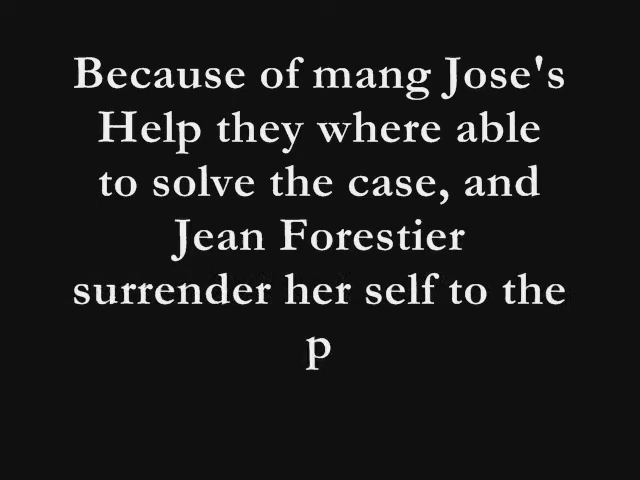 Because of mang Jose's
Help they where able
to solve the case, and
Jean Forestier
surrender her self to the
p